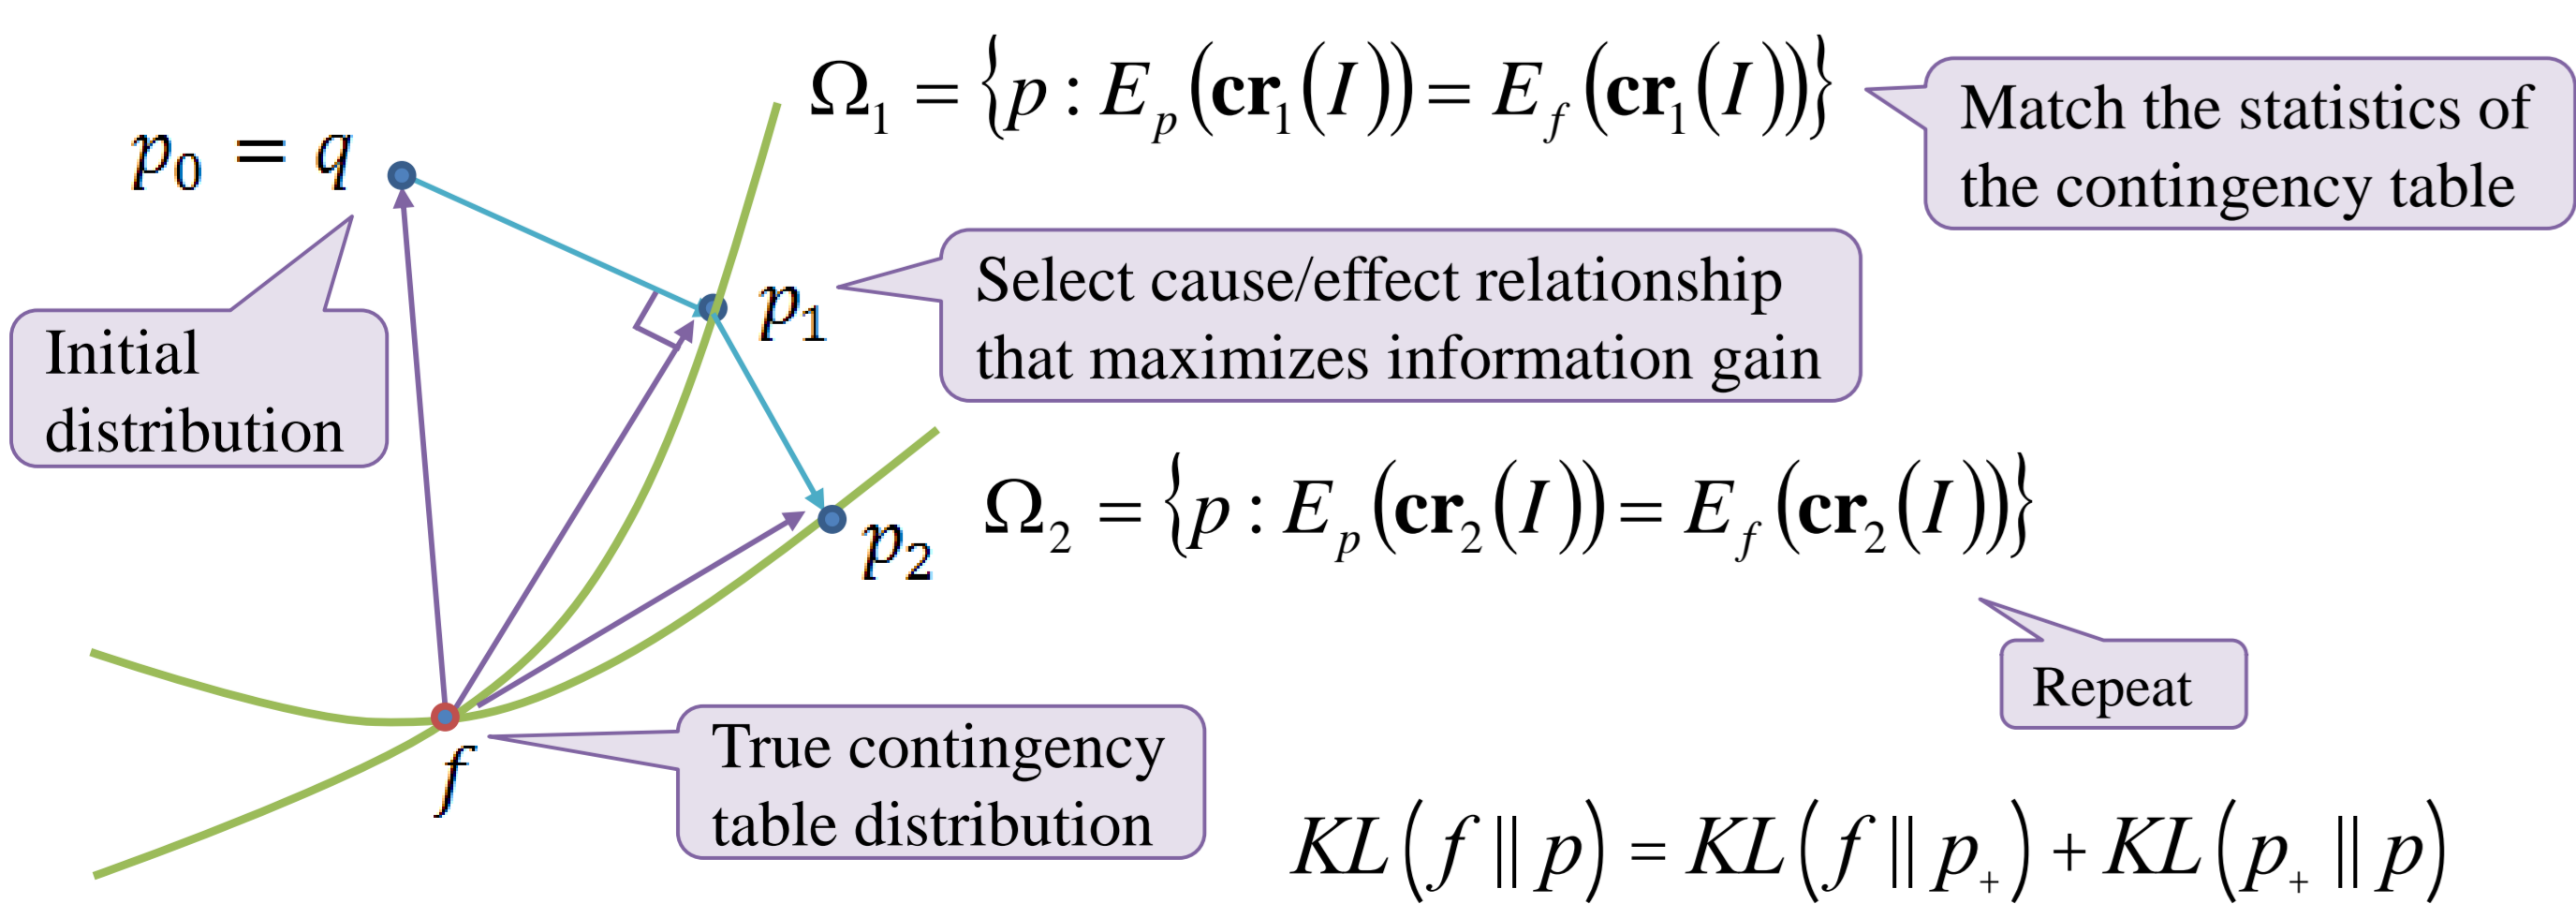 Ω₁ = {p : E_p(cr₁(I)) = E_f(cr₁(I))}
Match the statistics of
the contingency table
p₀ = q
Initial
distribution
p₁
Select cause/effect relationship
that maximizes information gain
Ω₂ = {p : E_p(cr₂(I)) = E_f(cr₂(I))}
p₂
Repeat
f
True contingency
table distribution
KL(f || p) = KL(f || p₊) + KL(p₊ || p)